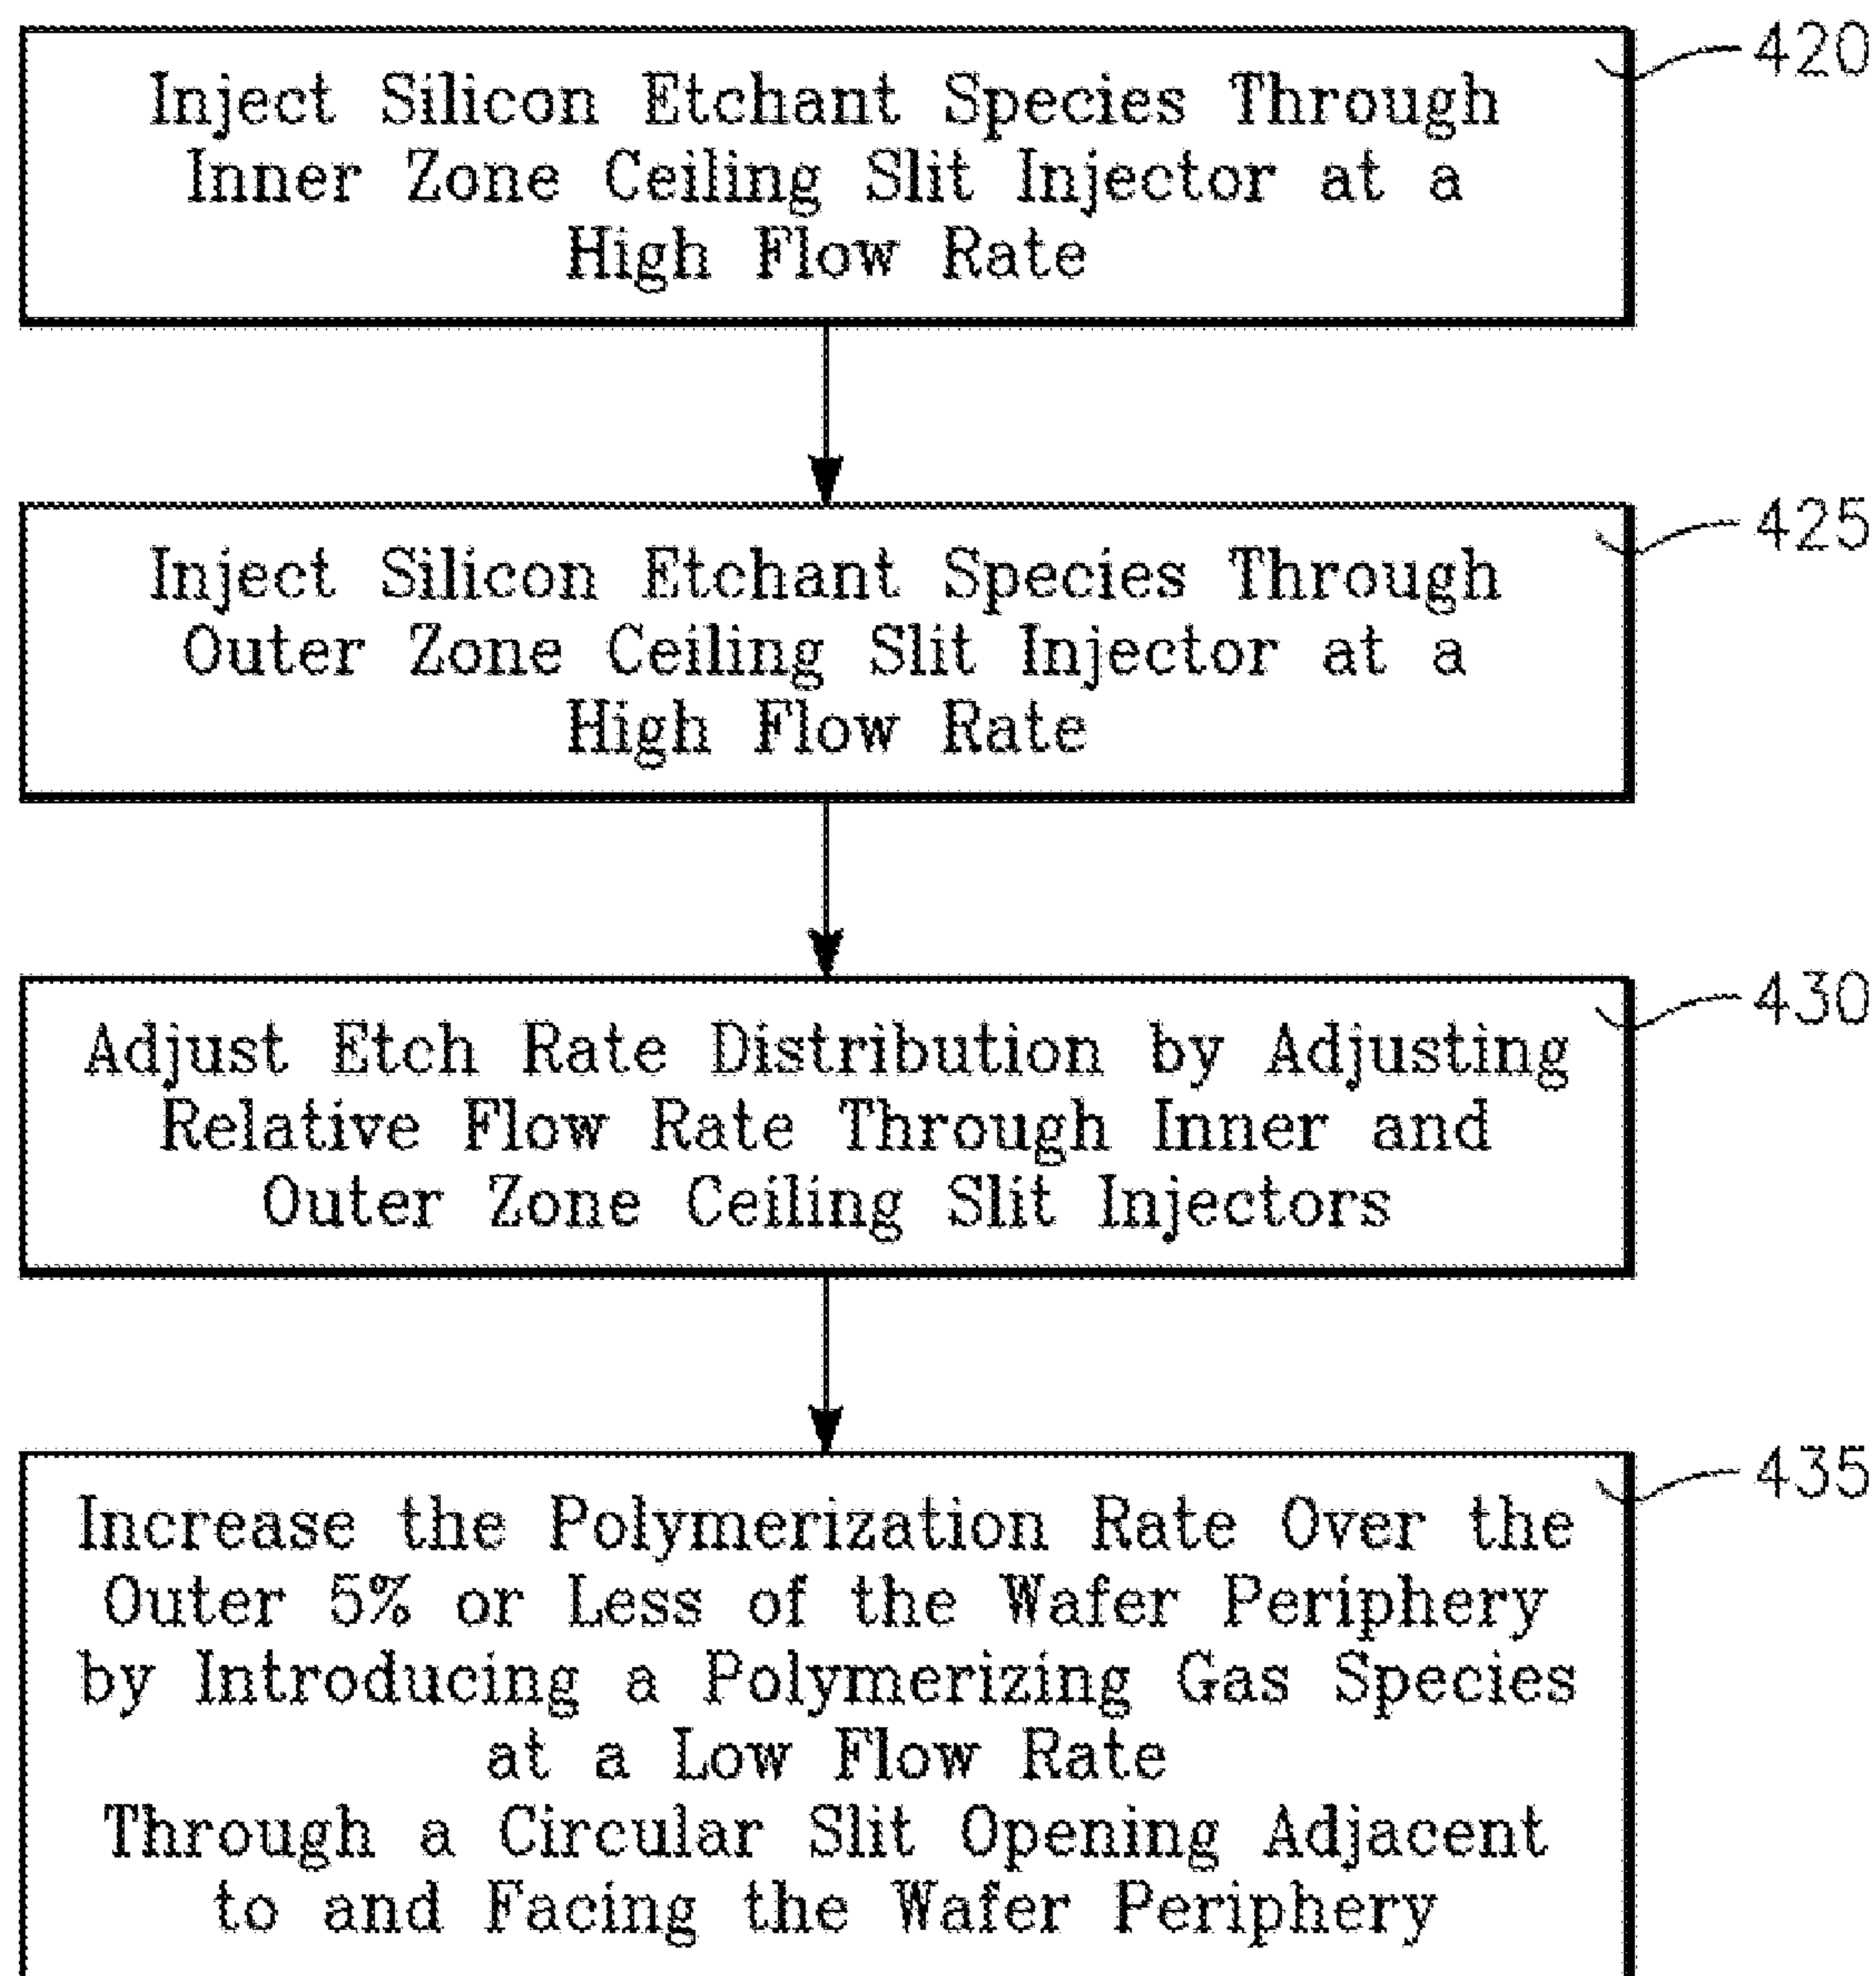 420
Inject Silicon Etchant Species Through
Inner Zone Ceiling Slit Injector at a
High Flow Rate
425
Inject Silicon Etchant Species Through
Outer Zone Ceiling Slit Injector at a
High Flow Rate
430
Adjust Etch Rate Distribution by Adjusting
Relative Flow Rate Through Inner and
Outer Zone Ceiling Slit Injectors
435
Increase the Polymerization Rate Over the
Outer 5% or Less of the Wafer Periphery
by Introducing a Polymerizing Gas Species
at a Low Flow Rate
Through a Circular Slit Opening Adjacent
to and Facing the Wafer Periphery